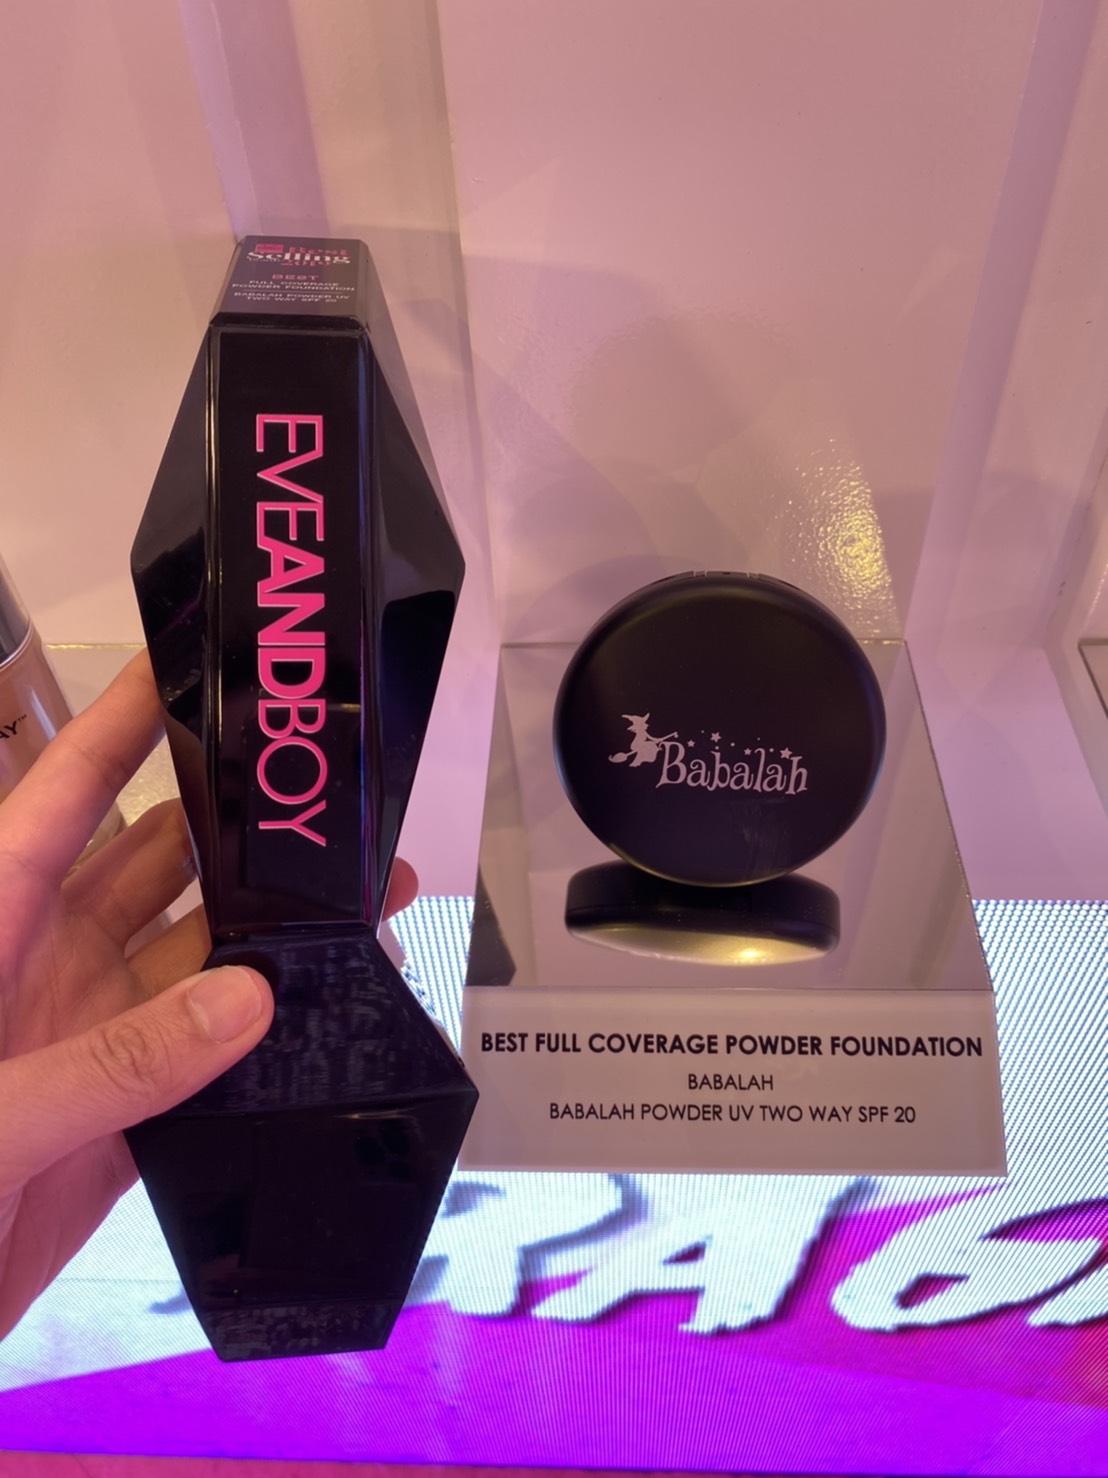 Best
Selling
BEST
FULL COVERAGE
POWDER FOUNDATION
BABALAH POWDER UV
TWO WAY SPF 20
EVEANDBOY
Babalah
BEST FULL COVERAGE POWDER FOUNDATION
BABALAH
BABALAH POWDER UV TWO WAY SPF 20
AY™